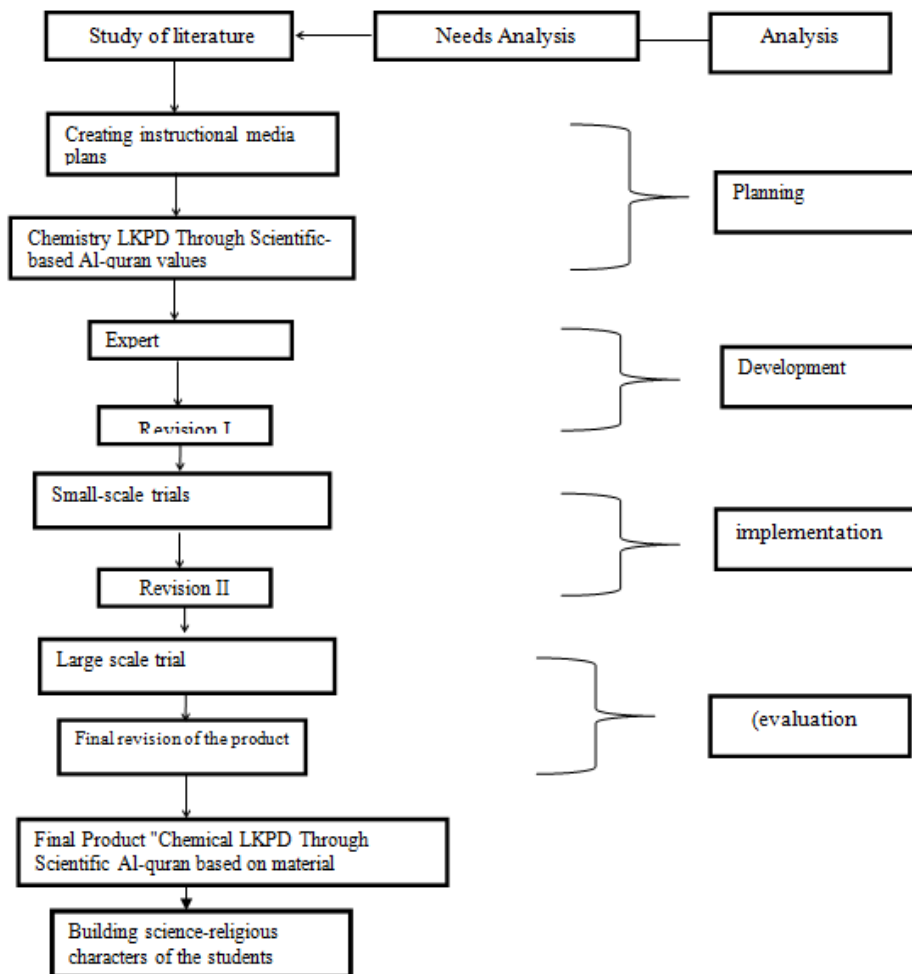 Study of literature
Needs Analysis
Analysis
Creating instructional media
plans
Planning
Chemistry LKPD Through Scientific-
based Al-quran values
Expert
Development
Revision I
Small-scale trials
implementation
Revision II
Large scale trial
(evaluation
Final revision of the product
Final Product "Chemical LKPD Through
Scientific Al-quran based on material
Building science-religious
characters of the students